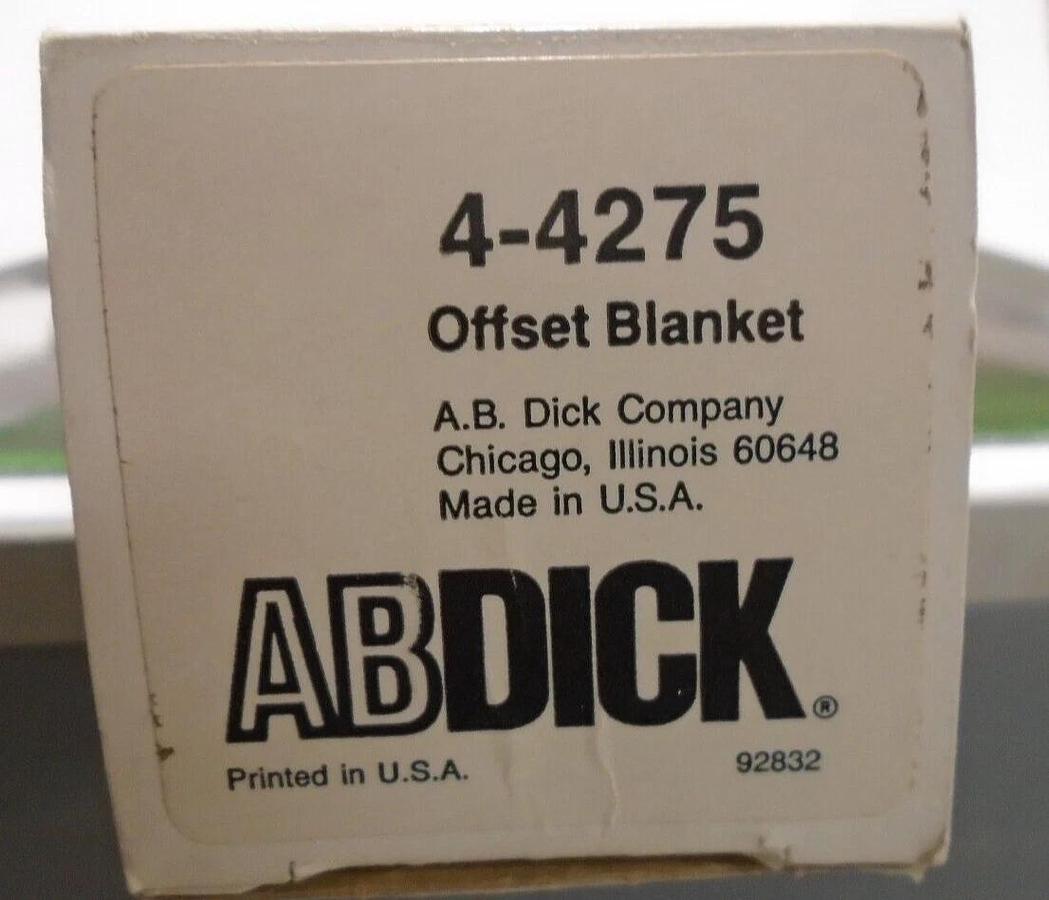 4-4275
Offset Blanket
A.B. Dick Company
Chicago, Illinois 60648
Made in U.S.A.
ABDICK®
Printed in U.S.A. 92832